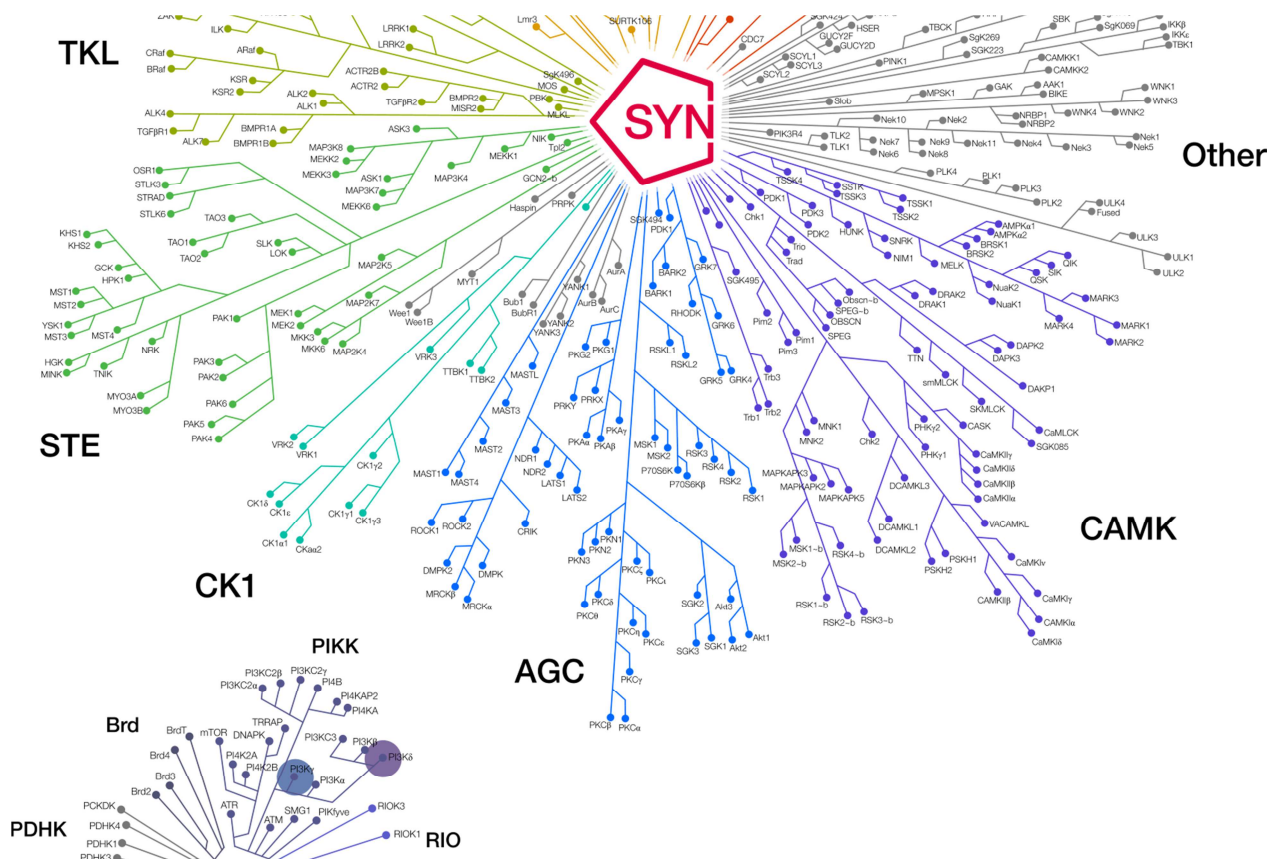 TKL
STE
CK1
AGC
CAMK
Other
SYN
PIKK
Brd
PDHK
RIO
ILK
LRRK1
LRRK2
Lmr3
SURTK106
CDC7
HSER
GUCY2F
GUCY2D
SCYL1
SCYL3
SCYL2
TBCK
SgK269
SGK223
PINK1
SBK
SgK069
IKKβ
IKKε
TBK1
CAMKK1
CAMKK2
CRaf
BRaf
ARaf
KSR
KSR2
ACTR2B
ACTR2
TGFβR2
BMPR2
MISR2
SgK496
MOS
PBK
MLKL
ALK2
ALK1
ALK4
TGFβR1
ALK7
BMPR1A
BMPR1B
Slob
MPSK1
GAK
AAK1
BIKE
WNK1
WNK3
WNK2
WNK4
NRBP1
NRBP2
Nek10
Nek2
Nek7
Nek6
Nek9
Nek8
Nek11
Nek4
Nek3
Nek1
Nek5
PIK3R4
TLK2
TLK1
PLK4
PLK1
PLK3
PLK2
ULK4
Fused
ULK3
ULK1
ULK2
ASK3
NIK
Tpl2
MAP3K8
MEKK2
MEKK3
MEKK1
MAP3K4
ASK1
MAP3K7
MEKK6
GCN2~b
Haspin
PRPK
OSR1
STLK3
STRAD
STLK6
TAO3
TAO1
TAO2
SLK
LOK
KHS1
KHS2
GCK
HPK1
MST1
MST2
YSK1
MST3
MST4
HGK
MINK
TNIK
NRK
MYO3A
MYO3B
PAK1
PAK3
PAK2
PAK6
PAK5
PAK4
MAP2K5
MAP2K7
MEK1
MEK2
MKK3
MKK6
MAP2K4
MYT1
Wee1
Wee1B
Bub1
BubR1
YANK1
YANK2
YANK3
AurA
AurB
AurC
VRK3
TTBK1
TTBK2
VRK2
VRK1
CK1γ2
CK1δ
CK1ε
CK1γ1
CK1γ3
CK1α1
CKaα2
SGK494
PDK1
BARK2
BARK1
GRK7
RHODK
GRK6
GRK5
GRK4
PKG2
PKG1
RSKL1
RSKL2
MASTL
MAST3
MAST2
MAST1
MAST4
PRKY
PRKX
PKAγ
PKAα
PKAβ
NDR1
NDR2
LATS1
LATS2
MSK1
MSK2
P70S6K
P70S6Kβ
RSK3
RSK4
RSK2
RSK1
ROCK1
ROCK2
CRIK
DMPK2
DMPK
MRCKβ
MRCKα
PKN1
PKN2
PKN3
PKCζ
PKCι
PKCδ
PKCθ
PKCη
PKCε
PKCγ
PKCβ
PKCα
SGK2
SGK3
SGK1
Akt3
Akt2
Akt1
TSSK4
SSTK
TSSK3
TSSK1
TSSK2
Chk1
PDK1
PDK3
PDK2
HUNK
SNRK
NIM1
MELK
Trio
Trad
AMPKα1
AMPKα2
BRSK1
BRSK2
QIK
SIK
QSK
NuaK2
NuaK1
MARK3
MARK4
MARK1
MARK2
SGK495
Pim2
Pim1
Pim3
Trb3
Trb1
Trb2
Obscn~b
SPEG~b
OBSCN
SPEG
DRAK2
DRAK1
DAPK2
DAPK3
DAKP1
TTN
smMLCK
SKMLCK
CaMLCK
SGK085
CASK
PHKγ2
PHKγ1
Chk2
MNK1
MNK2
MAPKAPK3
MAPKAPK2
MAPKAPK5
DCAMKL3
DCAMKL1
DCAMKL2
CaMKIIγ
CaMKIIδ
CaMKIIβ
CaMKIIα
VACAMKL
PSKH1
PSKH2
CaMKIv
CaMKIγ
CAMKIIβ
CAMKIα
CaMKIδ
MSK1~b
MSK2~b
RSK4~b
RSK1~b
RSK2~b
RSK3~b
PI3KC2β
PI3KC2α
PI3KC2γ
PI4B
PI4KAP2
PI4KA
TRRAP
DNAPK
mTOR
BrdT
Brd4
Brd3
Brd2
PI4K2A
PI4K2B
PI3KC3
PI3Kβ
PI3Kδ
PI3Kγ
PI3Kα
ATR
ATM
SMG1
PIKfyve
RIOK3
RIOK1
PCKDK
PDHK4
PDHK1
PDHK3